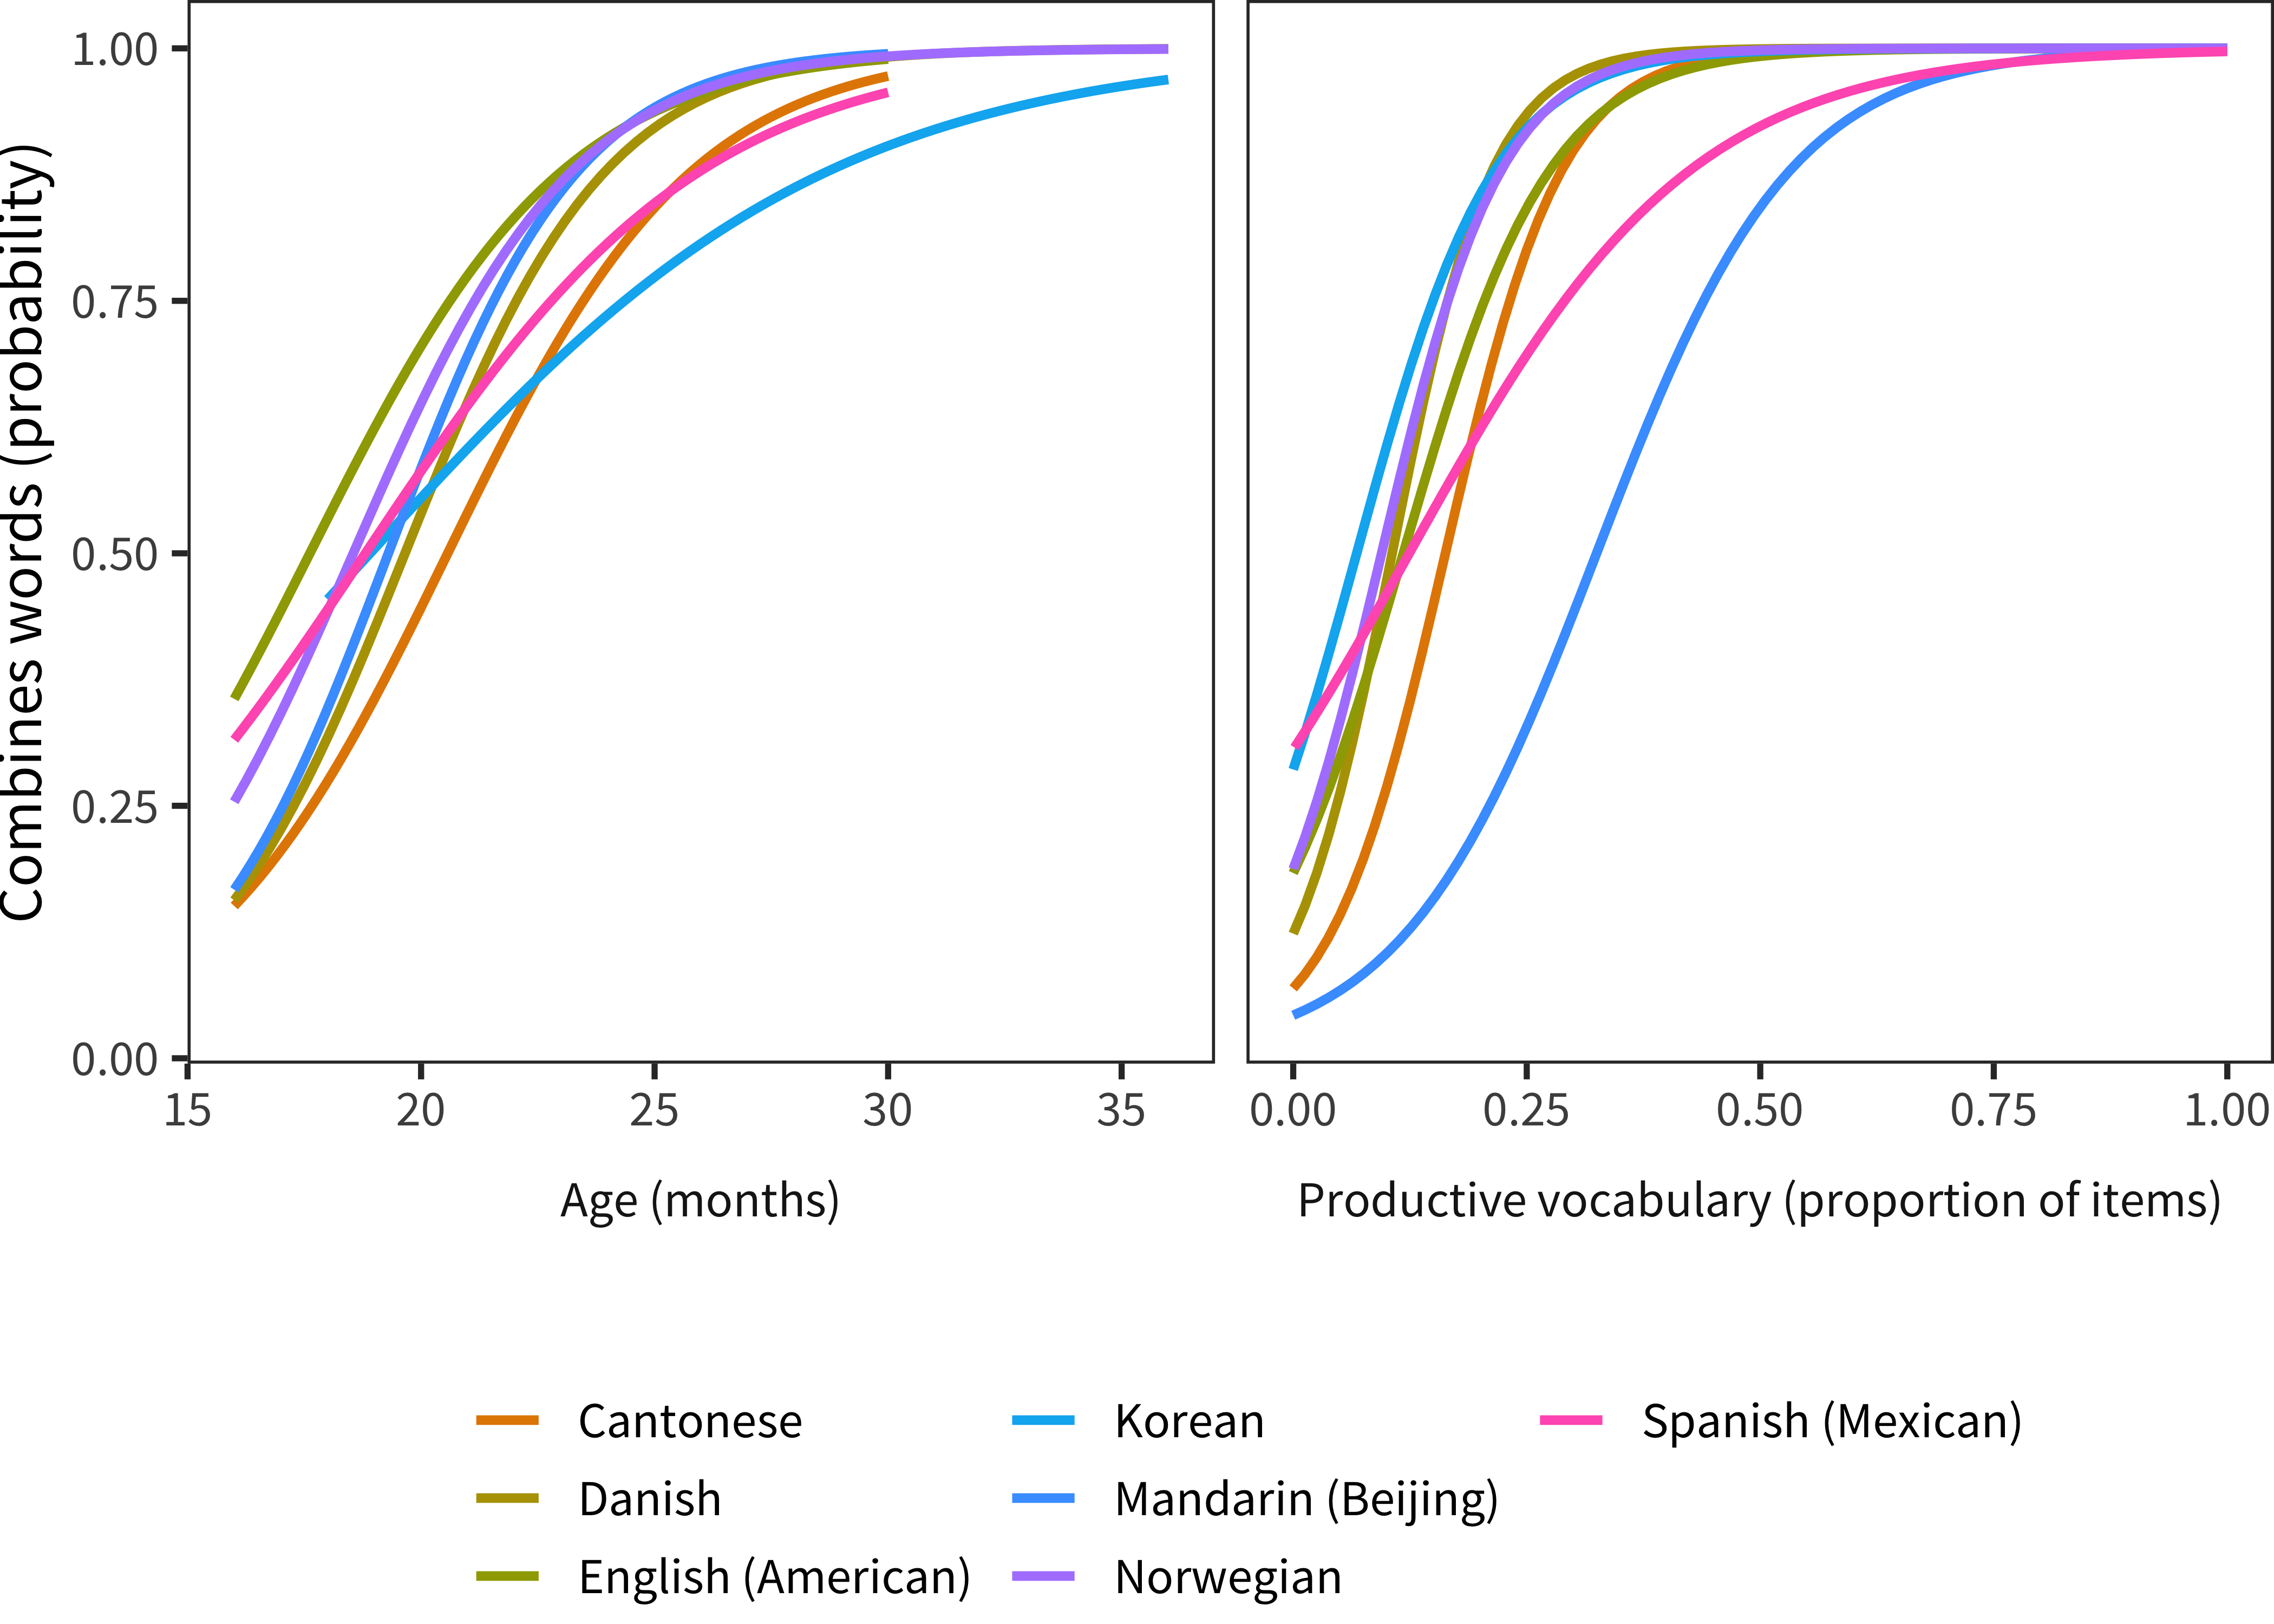 Combines words (probability)
1.00
0.75
0.50
0.25
0.00
15 20 25 30 35
0.00 0.25 0.50 0.75 1.00
Age (months)
Productive vocabulary (proportion of items)
Cantonese Korean Spanish (Mexican)
Danish Mandarin (Beijing)
English (American) Norwegian